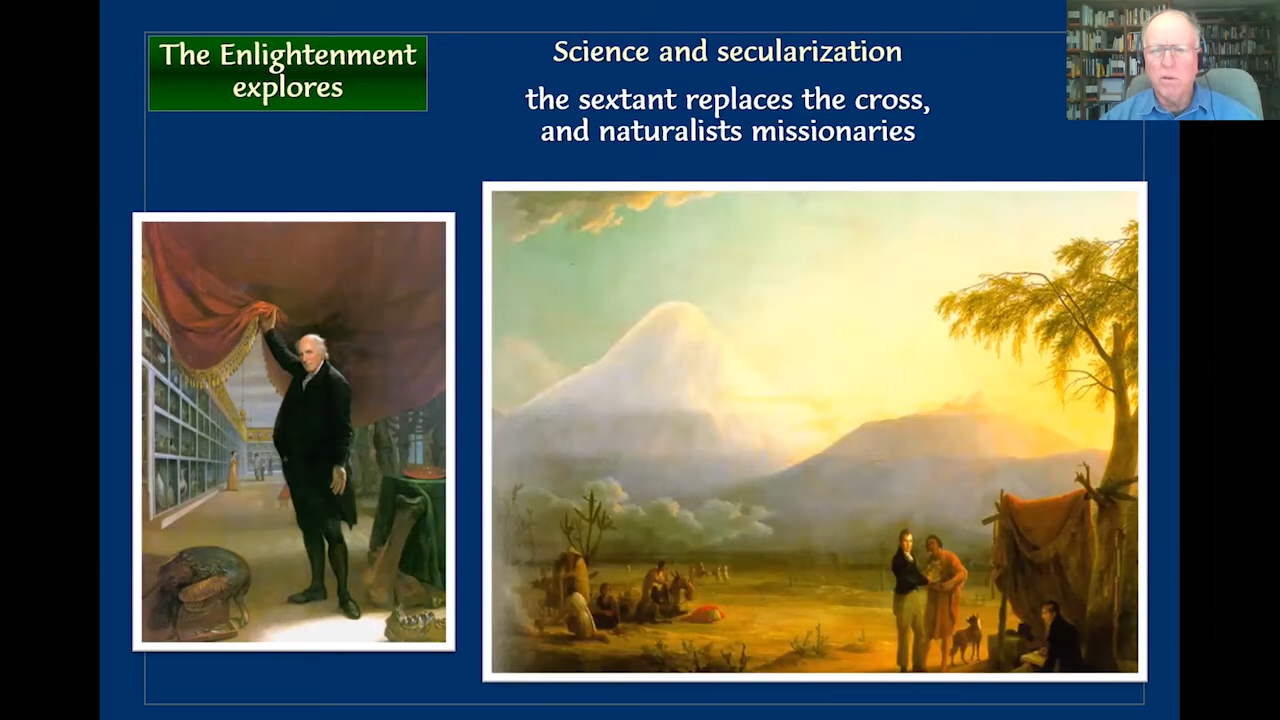 The Enlightenment
explores
Science and secularization
the sextant replaces the cross,
and naturalists missionaries